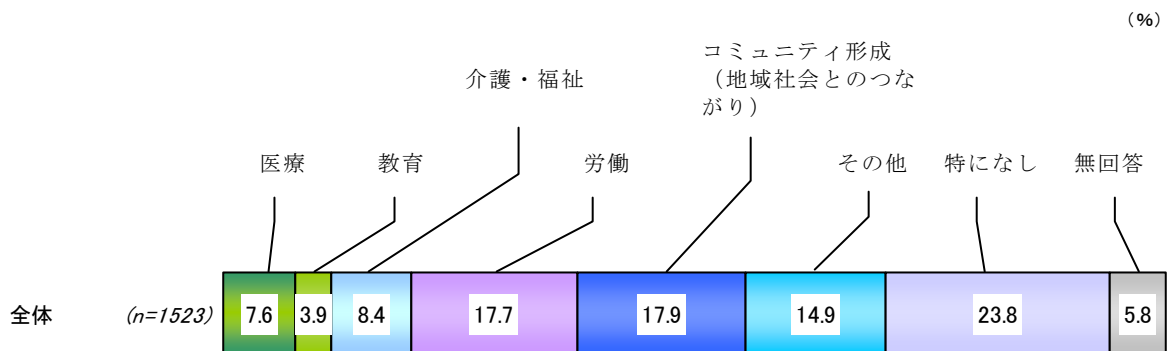 （%）
コミュニティ形成
（地域社会とのつな
がり）
介護・福祉
医療 教育 労働 その他 特になし 無回答
全体 (n=1523) 7.6 3.9 8.4 17.7 17.9 14.9 23.8 5.8